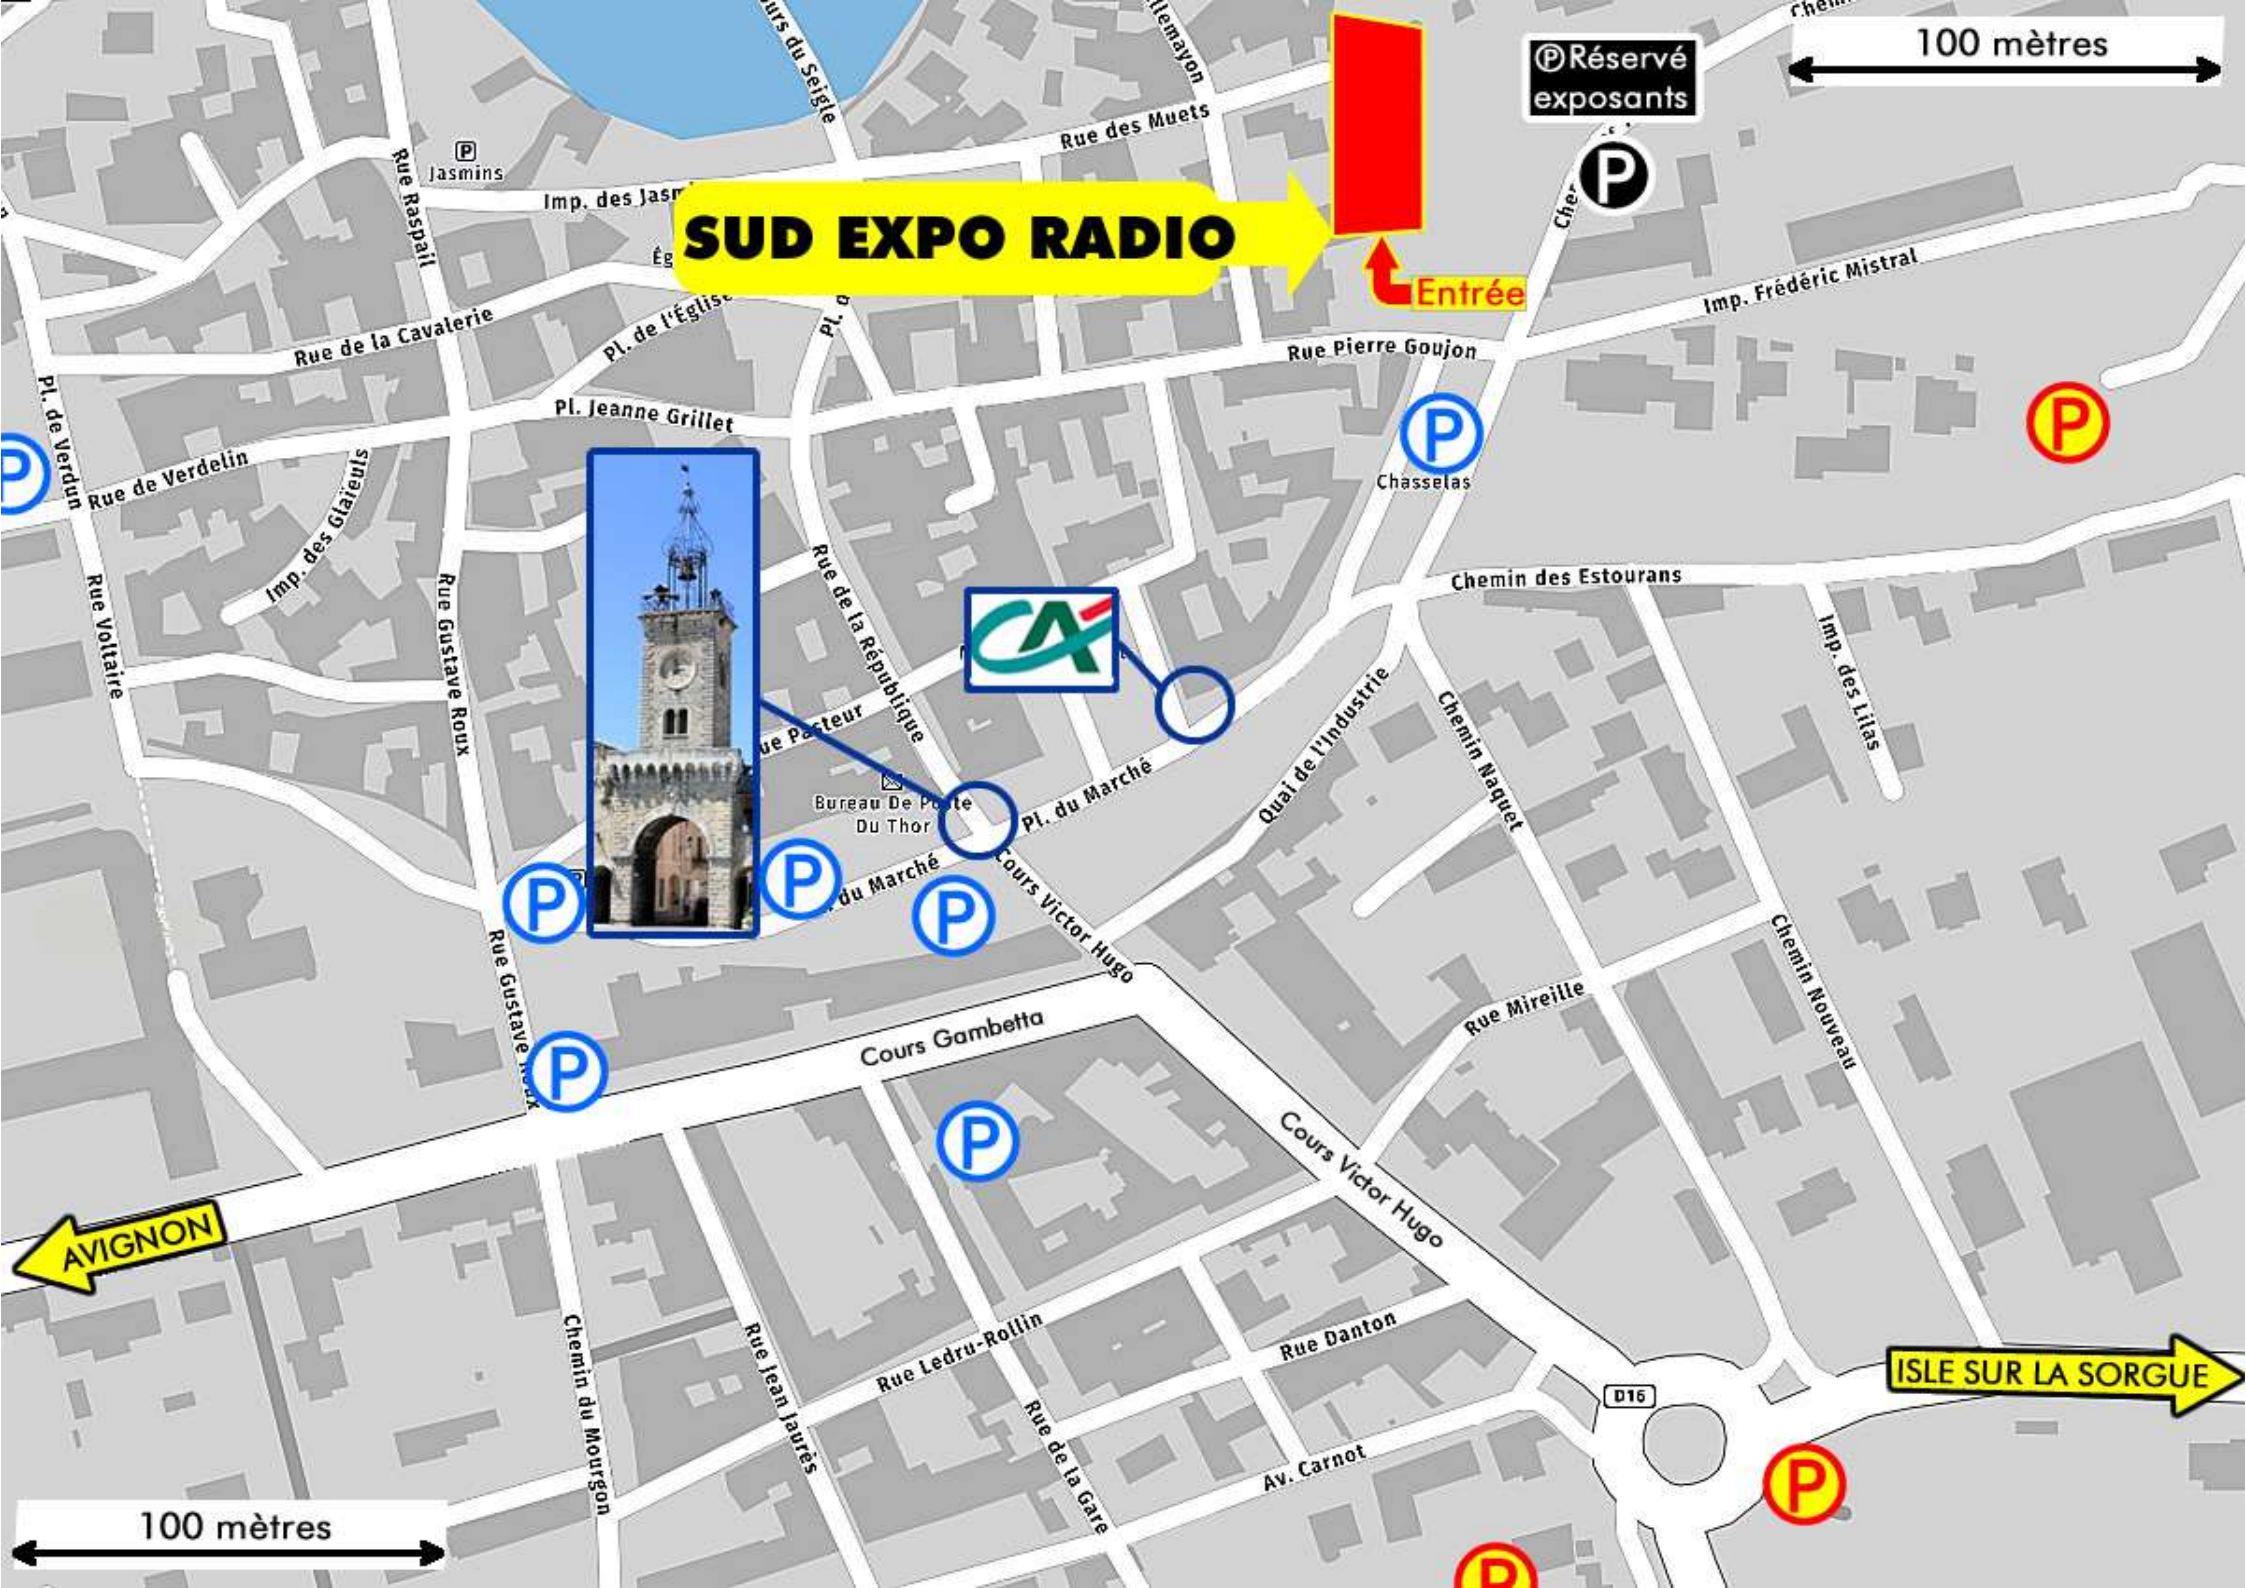 Cours du Seigle
100 mètres
P Réservé
exposants
P
Rue des Muets
P
Jasmins
Rue Raspail
Imp. des
SUD EXPO RADIO
Entrée
Imp. Frédéric Mistral
Rue de la Cavalerie
Pl. de l'Église
Rue Pierre Goujon
Pl. de Verdun
Pl. Jeanne Grillet
P
P
P
Chasselas
Rue de Verdelin
Imp. des Glaïeuls
Rue Voltaire
Rue Gustave Roux
Rue de la République
CA
Chemin des Estourans
Imp. des Lilas
Quai de l'Industrie
Chemin Naquet
Pasteur
Bureau De Poste
Du Thor
Pl. du Marché
P
P
du Marché
P
Cours Victor Hugo
Chemin Nouveau
Rue Gustave Roux
P
Rue Mireille
Cours Gambetta
P
Cours Victor Hugo
AVIGNON
Chemin du Mourgon
Rue Jean Jaurès
Rue Ledru-Rollin
Rue Danton
Rue de la Gare
Av. Carnot
D16
ISLE SUR LA SORGUE
P
P
100 mètres